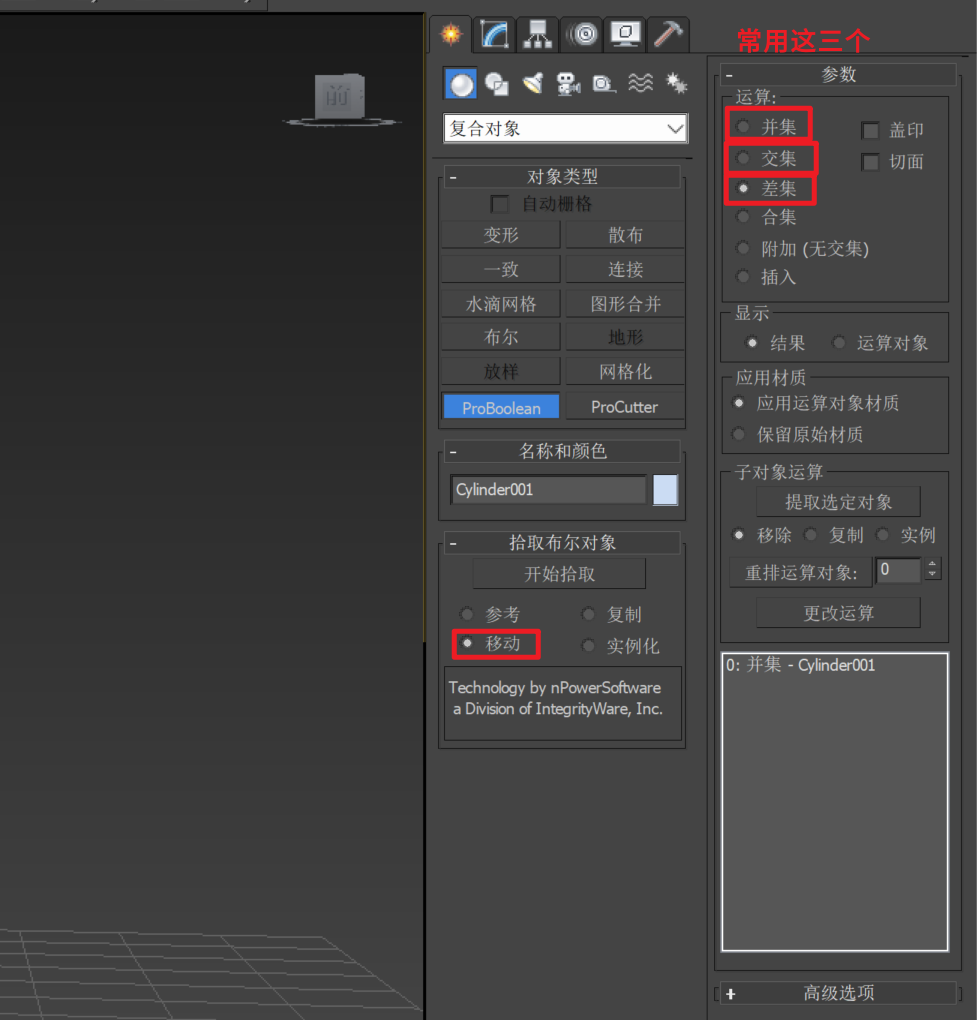 前
复合对象
- 对象类型
自动栅格
变形 散布
一致 连接
水滴网格 图形合并
布尔 地形
放样 网格化
ProBoolean ProCutter
- 名称和颜色
Cylinder001
- 拾取布尔对象
开始拾取
参考 复制
移动 实例化
Technology by nPowerSoftware
a Division of IntegrityWare, Inc.
常用这三个
- 参数
运算:
并集 盖印
交集 切面
差集
合集
附加 (无交集)
插入
显示
结果 运算对象
应用材质
应用运算对象材质
保留原始材质
子对象运算
提取选定对象
移除 复制 实例
重排运算对象: 0
更改运算
0: 并集 - Cylinder001
+ 高级选项